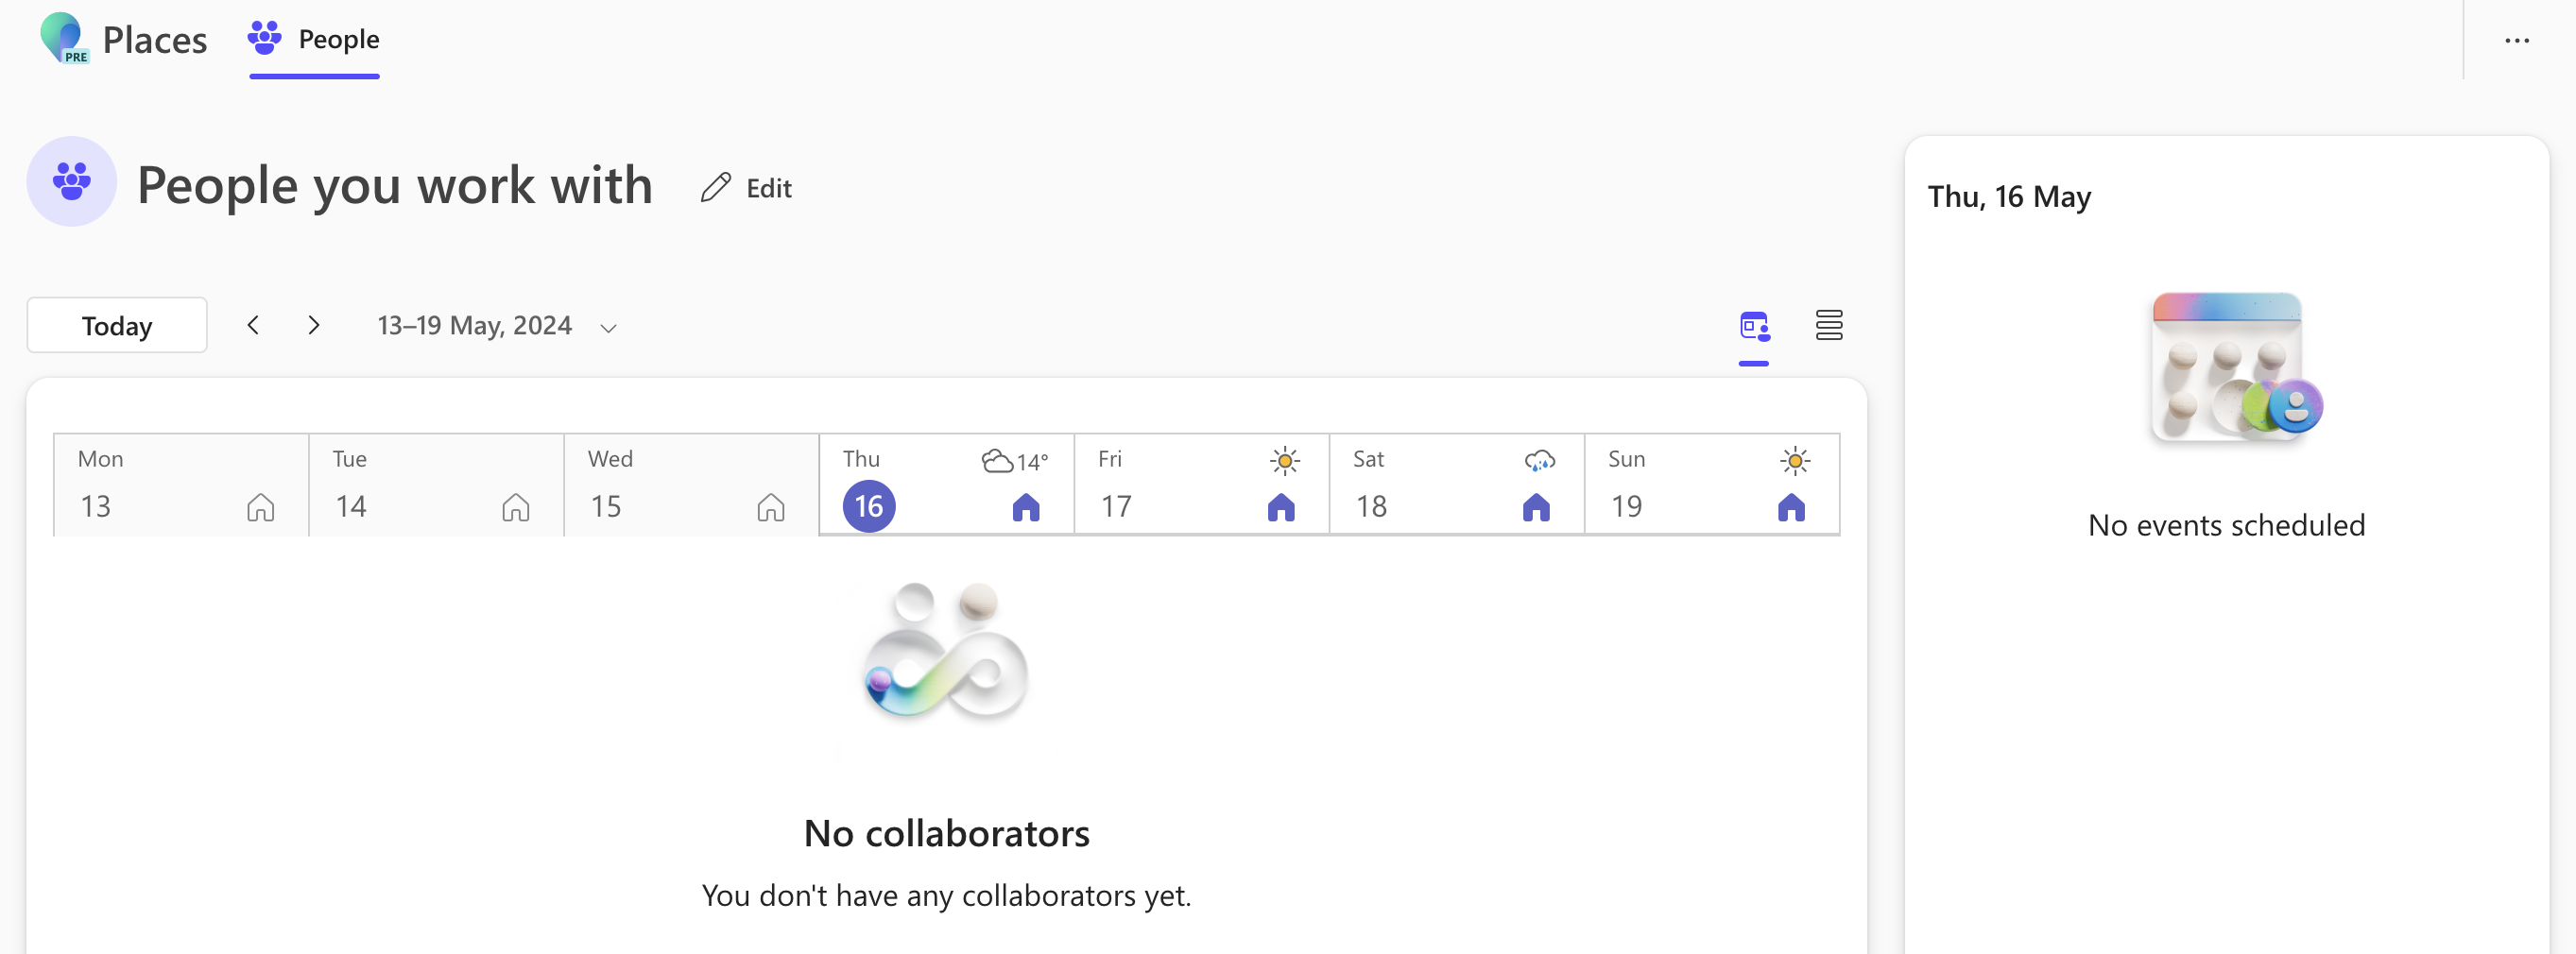 PRE
Places
People
People you work with
Edit
Today
13–19 May, 2024
Mon
13
Tue
14
Wed
15
Thu
14°
16
Fri
17
Sat
18
Sun
19
No collaborators
You don't have any collaborators yet.
Thu, 16 May
No events scheduled